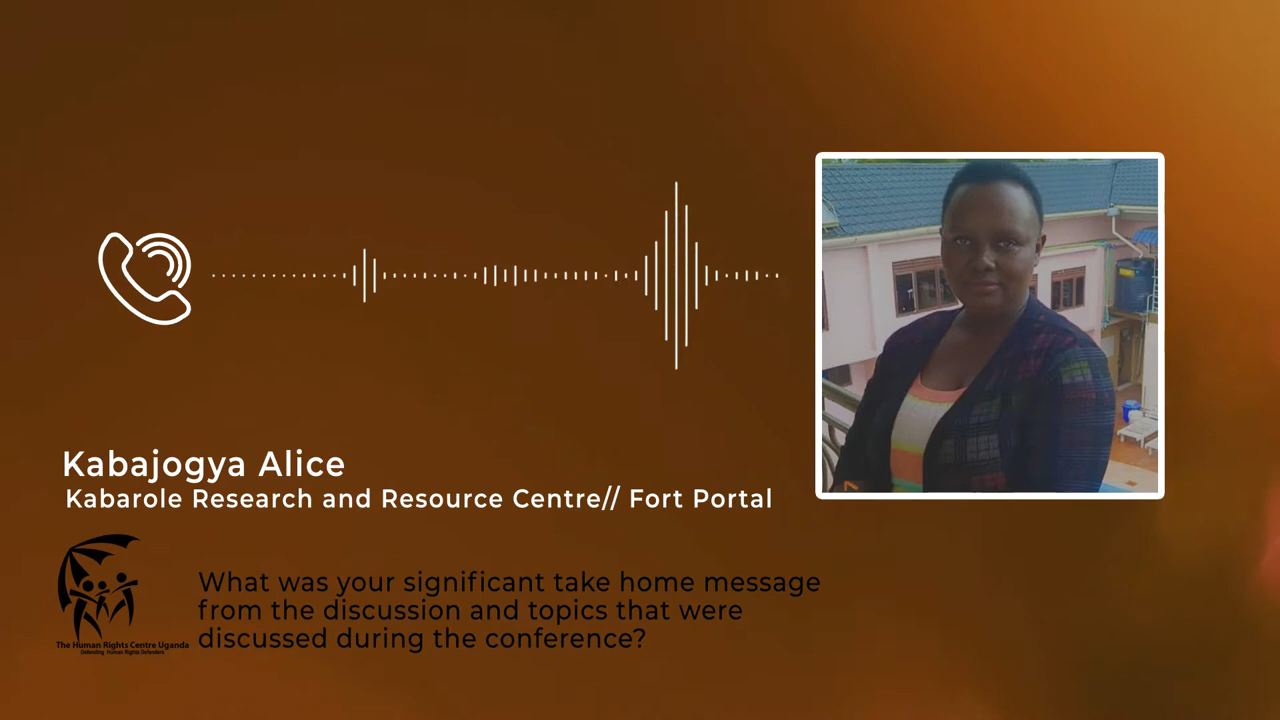 Kabajogya Alice
Kabarole Research and Resource Centre// Fort Portal
What was your significant take home message
from the discussion and topics that were
discussed during the conference?
The Human Rights Centre Uganda
Defending Human Rights Defenders